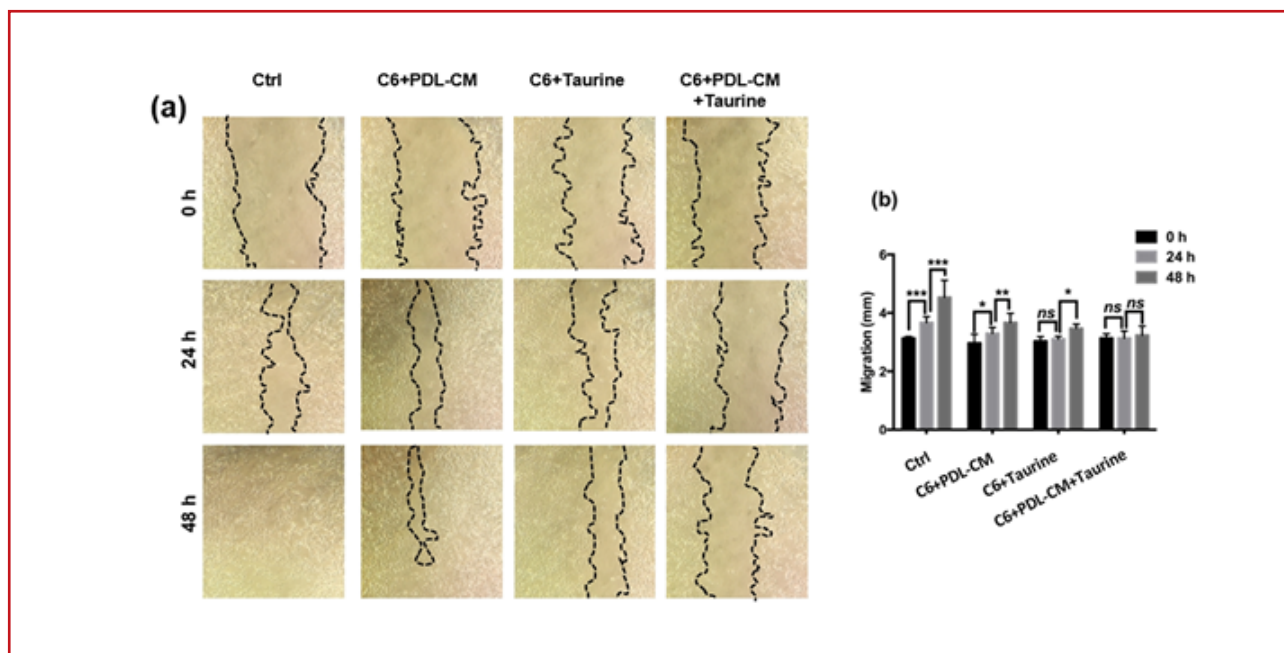 Ctrl
C6+PDL-CM
C6+Taurine
C6+PDL-CM
+Taurine
(a)
0 h
24 h
48 h
(b)
0 h
24 h
48 h
Migration (mm)
6
4
2
0
***
***
*
**
ns
*
ns
ns
Ctrl
C6+PDL-CM
C6+Taurine
C6+PDL-CM+Taurine